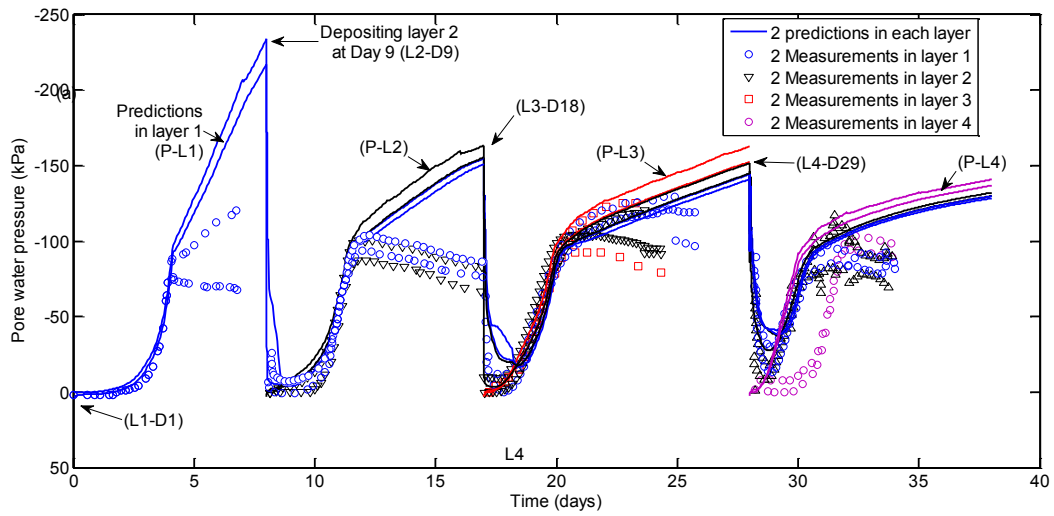 -250
-200
-150
-100
-50
0
50
Pore water pressure (kPa)
(a)
Depositing layer 2
at Day 9 (L2-D9)
Predictions
in layer 1
(P-L1)
(L1-D1)
(P-L2)
(L3-D18)
(P-L3)
(L4-D29)
(P-L4)
2 predictions in each layer
2 Measurements in layer 1
2 Measurements in layer 2
2 Measurements in layer 3
2 Measurements in layer 4
L4
0 5 10 15 20 25 30 35 40
Time (days)